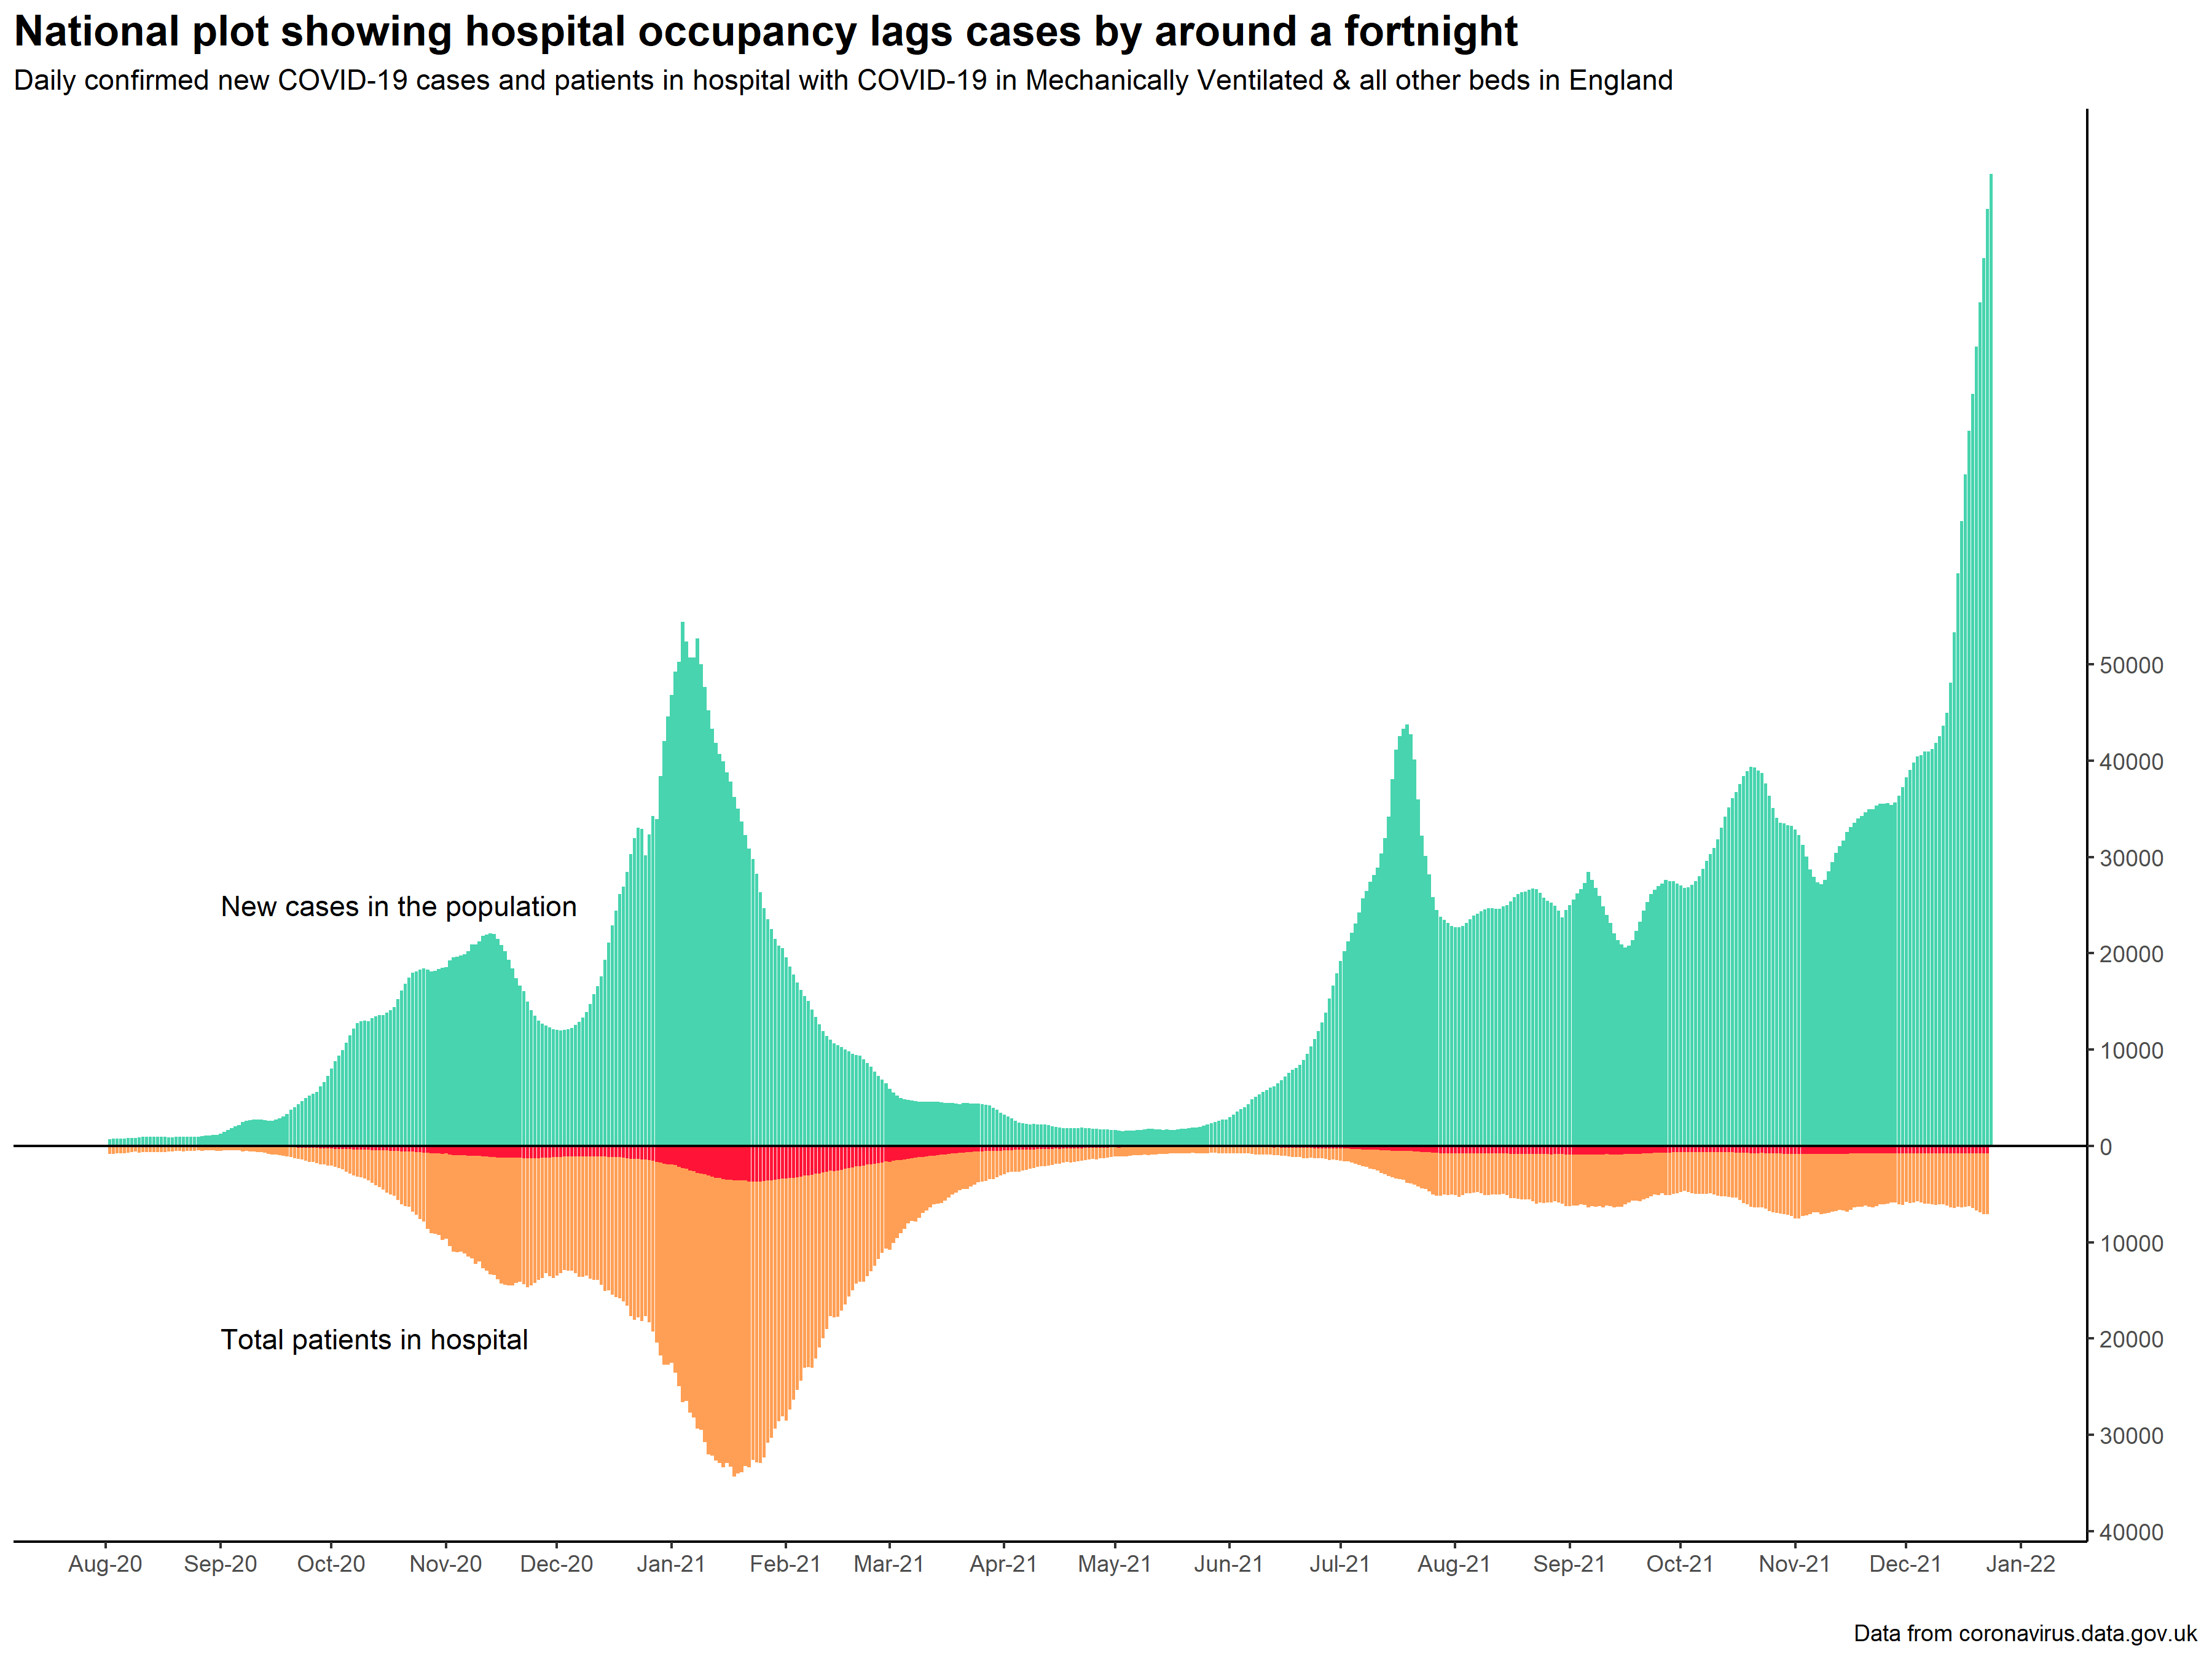 National plot showing hospital occupancy lags cases by around a fortnight
Daily confirmed new COVID-19 cases and patients in hospital with COVID-19 in Mechanically Ventilated & all other beds in England
50000
40000
30000
New cases in the population
20000
10000
0
10000
Total patients in hospital
20000
30000
40000
Aug-20 Sep-20 Oct-20 Nov-20 Dec-20 Jan-21 Feb-21 Mar-21 Apr-21 May-21 Jun-21 Jul-21 Aug-21 Sep-21 Oct-21 Nov-21 Dec-21 Jan-22
Data from coronavirus.data.gov.uk